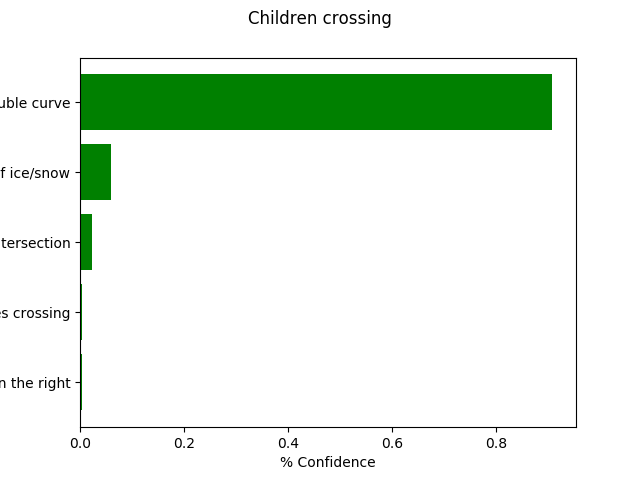 Children crossing
uble curve
f ice/snow
tersection
es crossing
n the right
0.0 0.2 0.4 0.6 0.8
% Confidence